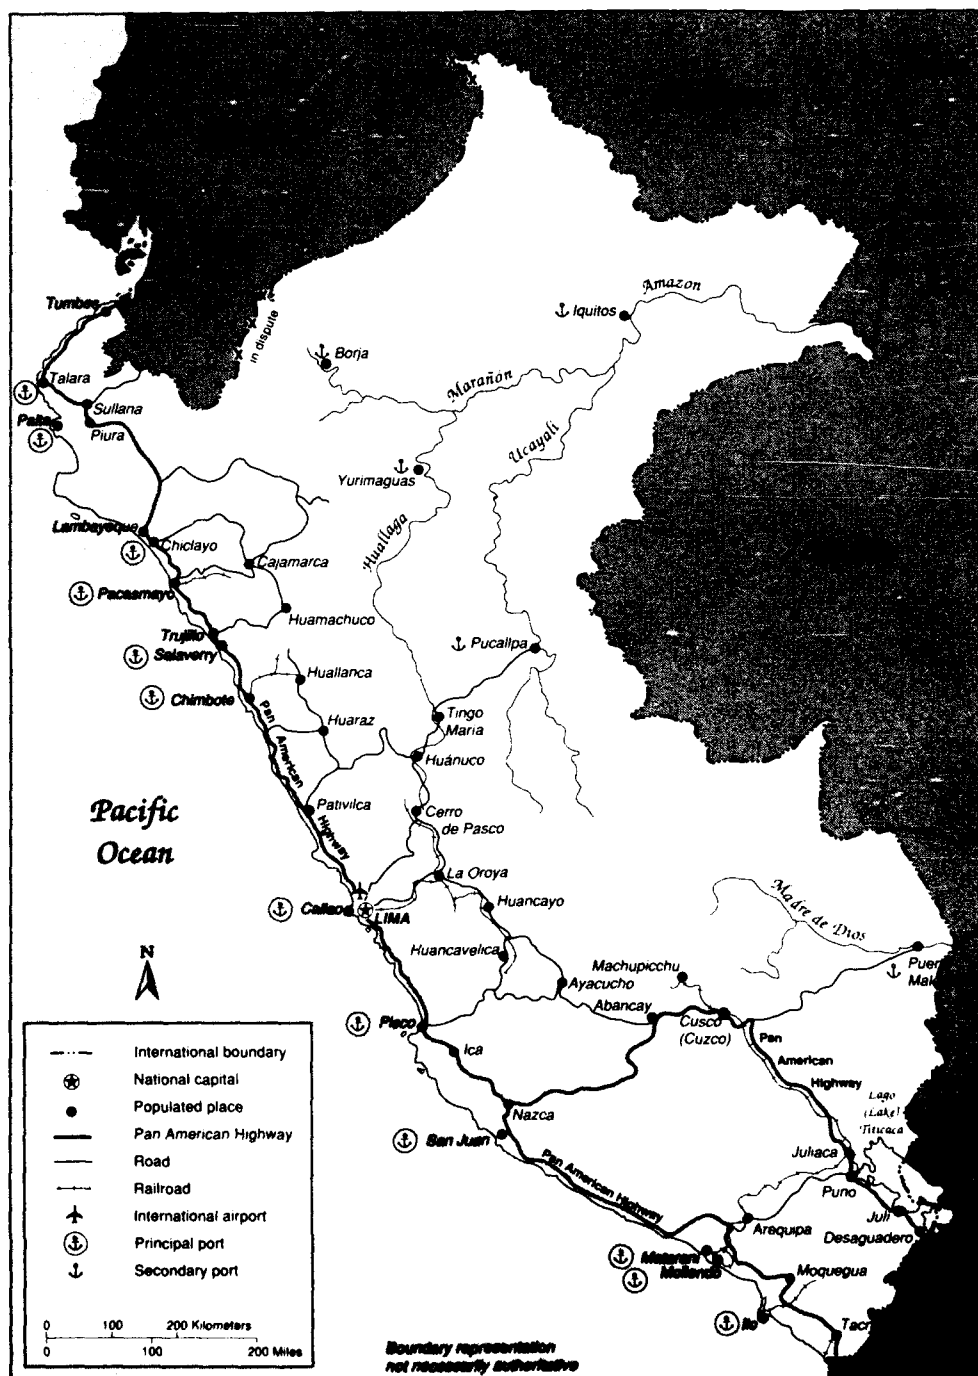 Amazon
Iquitos
Tumbes
in dispute
Borja
Marañón
Talara
Sullana
Paita
Piura
Ucayali
Yurimaguas
Huallaga
Lambayeque
Chiclayo
Cajamarca
Pacasmayo
Huamachuco
Trujillo
Salaverry
Pucallpa
Huallanca
Chimbote
Pan
American
Highway
Tingo
Maria
Huaraz
Huánuco
Pacific
Ocean
Pativilca
Cerro
de Pasco
La Oroya
Callao
LIMA
Huancayo
Madre de Dios
Huancavelica
Machupicchu
Ayacucho
Abancay
Cusco
(Cuzco)
N
Pisco
Ica
Pan
American
Highway
Lago
(Lake)
Titicaca
Nazca
San Juan
Pan American Highway
Juliaca
Puno
Juli
Desaguadero
Arequipa
Matarani
Mollendo
Moquegua
Ilo
International boundary
National capital
Populated place
Pan American Highway
Road
Railroad
International airport
Principal port
Secondary port
0 100 200 Kilometers
0 100 200 Miles
Boundary representation
not necessarily authoritative